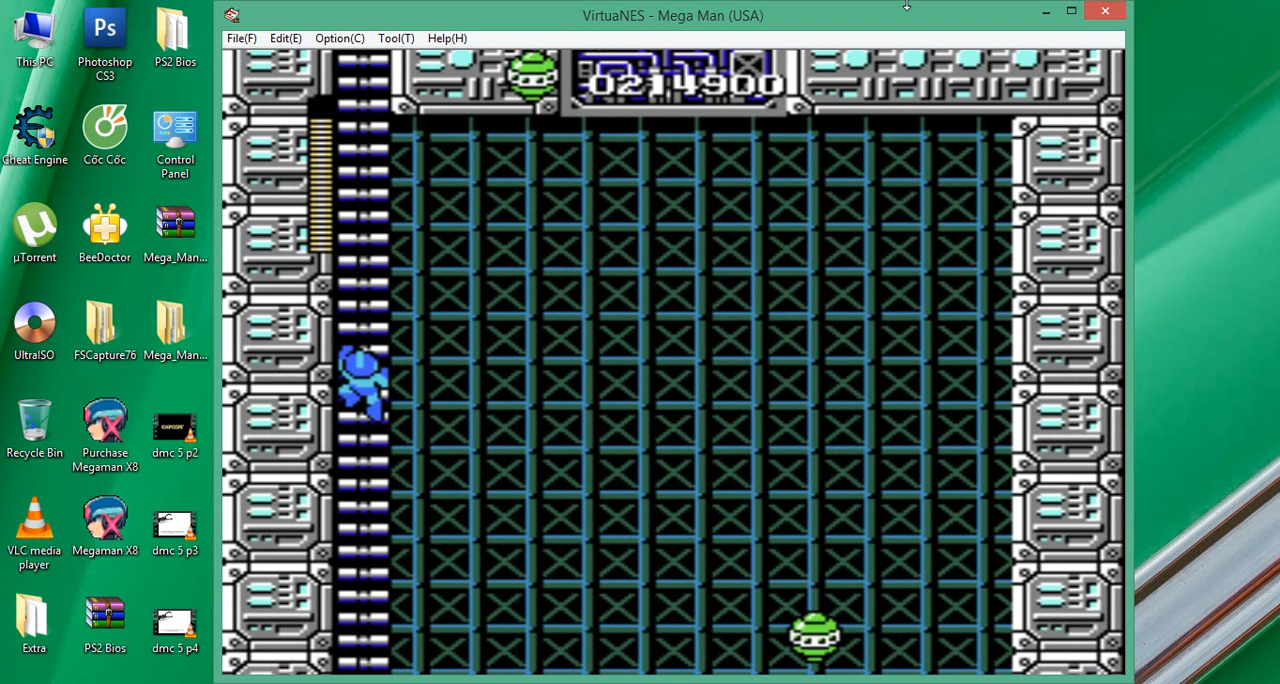 VirtuaNES - Mega Man (USA)
File(F) Edit(E) Option(C) Tool(T) Help(H)
0214900
This PC
Ps
Photoshop CS3
PS2 Bios
Cheat Engine
Cốc Cốc
Control Panel
µTorrent
BeeDoctor
Mega_Man...
UltraISO
FSCapture76
Mega_Man...
Recycle Bin
Purchase Megaman X8
CAPCOM
dmc 5 p2
VLC media player
Megaman X8
dmc 5 p3
Extra
PS2 Bios
dmc 5 p4